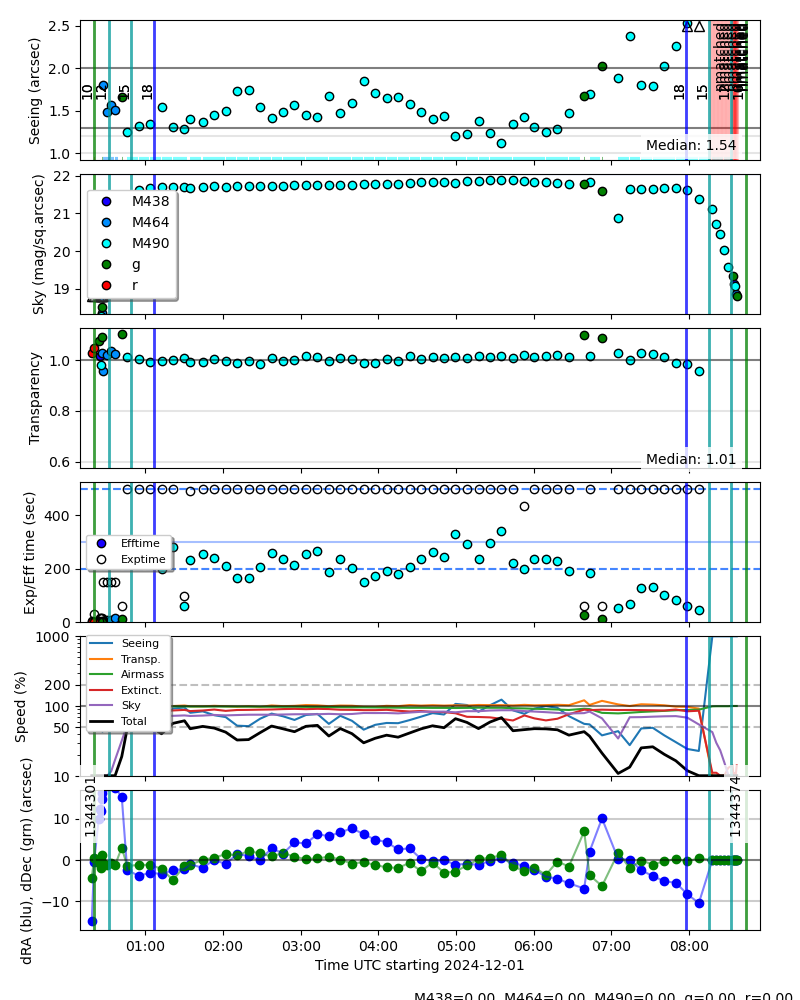 2.5
2.0
1.5
1.0
Seeing (arcsec)
10
12
15
18
18
15
12
10
Median: 1.54
22
21
20
19
Sky (mag/sq.arcsec)
M438
M464
M490
g
r
1.0
0.8
0.6
Transparency
Median: 1.01
400
200
0
Exp/Eff time (sec)
Efftime
Exptime
1000
200
100
50
10
Speed (%)
Seeing
Transp.
Airmass
Extinct.
Sky
Total
10
0
−10
dRA (blu), dDec (grn) (arcsec)
1344301
1344374
01:00
02:00
03:00
04:00
05:00
06:00
07:00
08:00
Time UTC starting 2024-12-01
M438=0.00, M464=0.00, M490=0.00, g=0.00, r=0.00